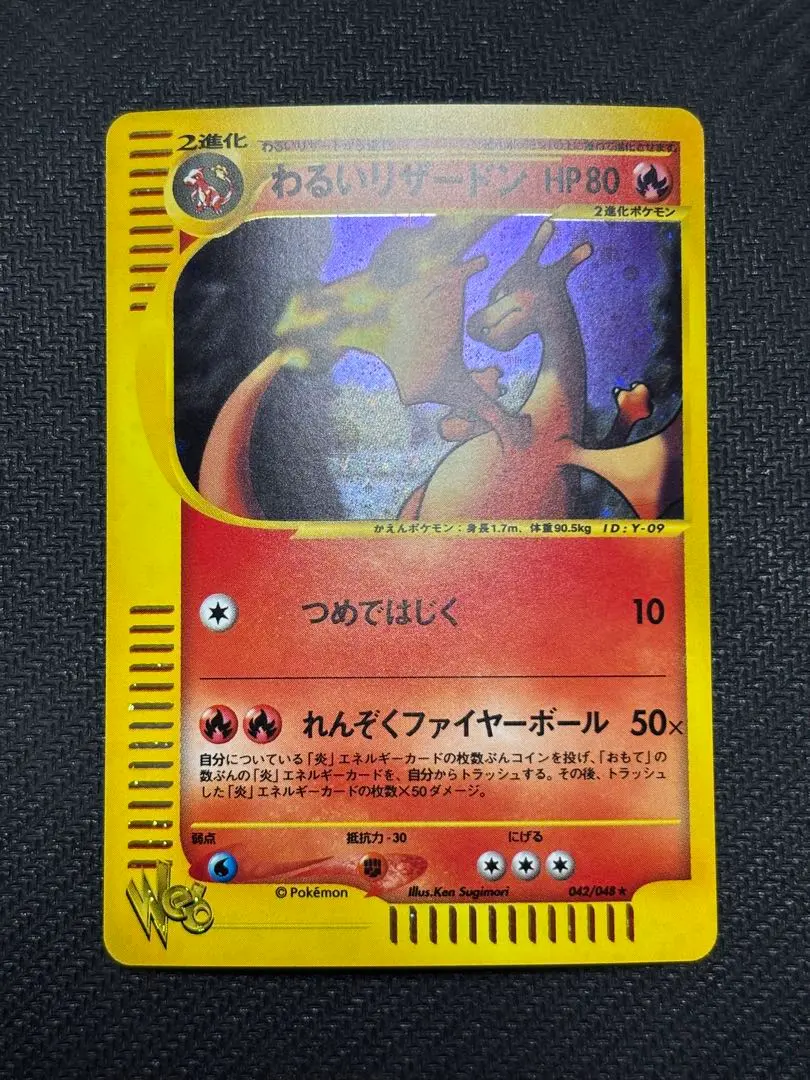 2進化
わるいリザードン HP80
2進化ポケモン
かえんポケモン:身長1.7m、体重90.5kg ID:Y-09
つめではじく 10
れんぞくファイヤーボール 50×
自分についている「炎」エネルギーカードの枚数ぶんコインを投げ、「おもて」の
数ぶんの「炎」エネルギーカードを、自分からトラッシュする。その後、トラッシュ
した「炎」エネルギーカードの枚数×50ダメージ。
弱点 抵抗力-30 にげる
Web
© Pokémon Illus.Ken Sugimori 042/048★